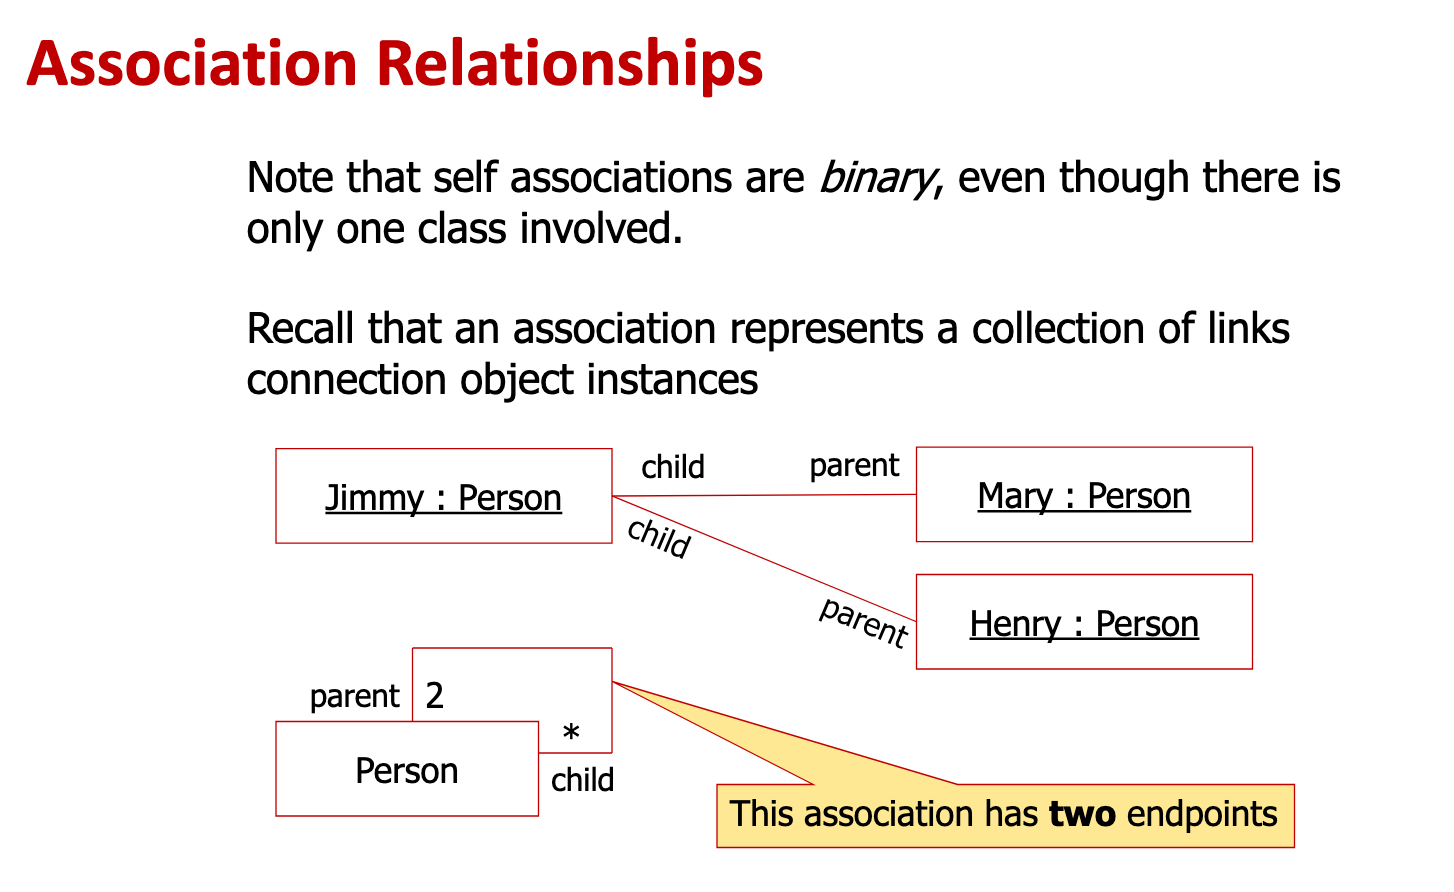 Association Relationships
Note that self associations are binary, even though there is
only one class involved.
Recall that an association represents a collection of links
connection object instances
child
parent
Jimmy : Person
Mary : Person
child
parent
Henry : Person
parent
2
*
Person
child
This association has two endpoints